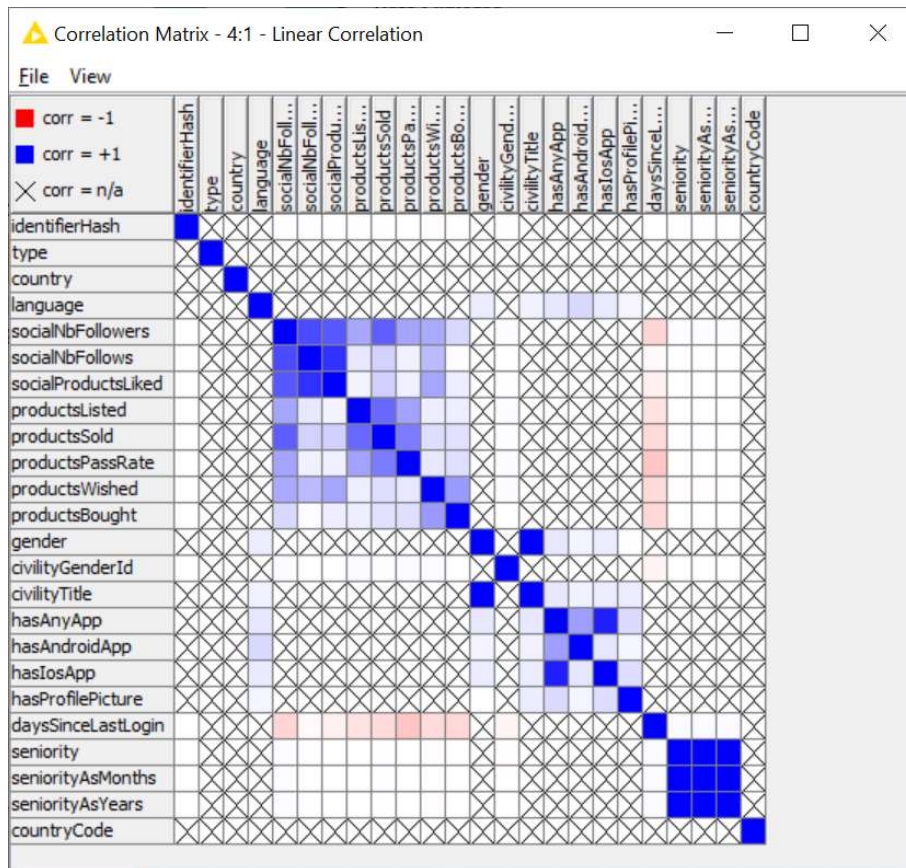 Correlation Matrix - 4:1 - Linear Correlation
File View
corr = -1
corr = +1
corr = n/a
identifierHash
type
country
language
socialNbFoll...
socialNbFoll...
socialProdu...
productsLis...
productsSold
productsPa...
productsWi...
productsBo...
gender
civilityGend...
civilityTitle
hasAnyApp
hasAndroid...
hasIosApp
hasProfilePi...
daysSinceL...
seniority
seniorityAs...
seniorityAs...
countryCode
identifierHash
type
country
language
socialNbFollowers
socialNbFollows
socialProductsLiked
productsListed
productsSold
productsPassRate
productsWished
productsBought
gender
civilityGenderId
civilityTitle
hasAnyApp
hasAndroidApp
hasIosApp
hasProfilePicture
daysSinceLastLogin
seniority
seniorityAsMonths
seniorityAsYears
countryCode